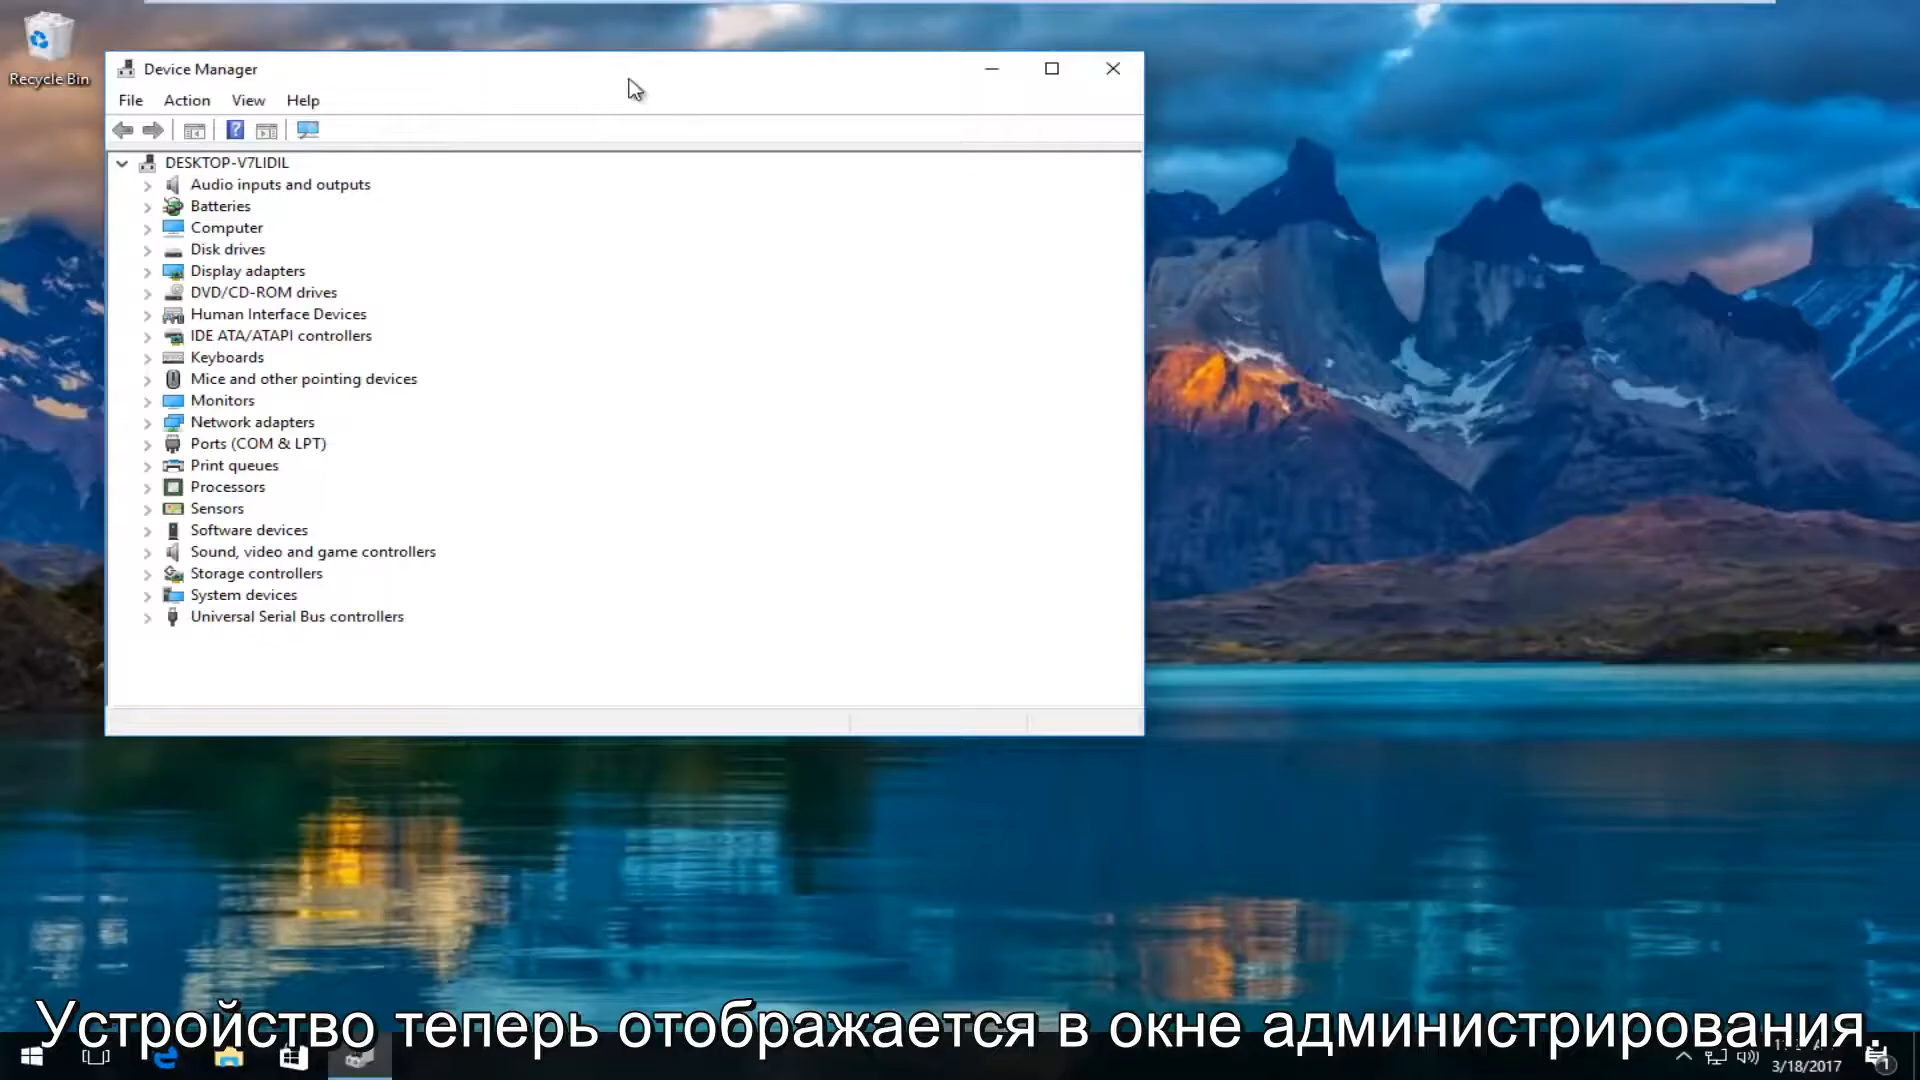 Recycle Bin
Device Manager
File Action View Help
DESKTOP-V7LIDIL
Audio inputs and outputs
Batteries
Computer
Disk drives
Display adapters
DVD/CD-ROM drives
Human Interface Devices
IDE ATA/ATAPI controllers
Keyboards
Mice and other pointing devices
Monitors
Network adapters
Ports (COM & LPT)
Print queues
Processors
Sensors
Software devices
Sound, video and game controllers
Storage controllers
System devices
Universal Serial Bus controllers
Устройство теперь отображается в окне администрирования.
3/18/2017
1